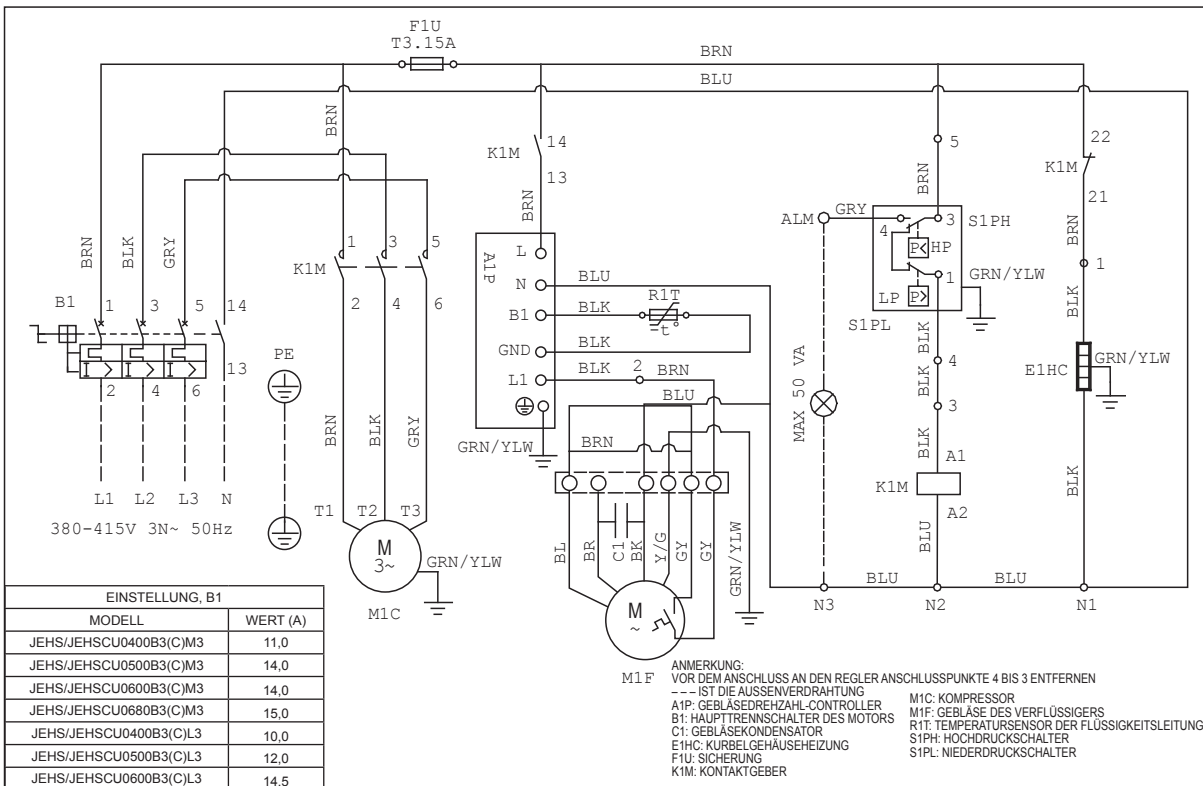 F1U
T3.15A
BRN
BLU
BRN
14
K1M
13
BRN
5
BRN
22
K1M
21
BRN
1
BLK
BRN
BLK
GRY
B1
1
3
5
14
2
4
6
13
PE
L1
L2
L3
N
380-415V 3N~ 50Hz
1
3
5
K1M
2
4
6
BRN
BLK
GRY
T1
T2
T3
M
3~
GRN/YLW
M1C
A1P
L
N
B1
GND
L1
GRN/YLW
BLU
BLK
R1T
-t°
BLK
BLK
2
BRN
BLU
BRN
BL
BR
C1
BK
Y/G
GY
GY
GRN/YLW
M
~
M1F
ALM
GRY
4
3
S1PH
P<
HP
1
LP
P>
S1PL
GRN/YLW
MAX 50 VA
BLK
4
BLK
3
BLK
A1
K1M
A2
BLU
E1HC
GRN/YLW
BLK
BLU
BLU
N3
N2
N1
EINSTELLUNG, B1
MODELL WERT (A)
JEHS/JEHSCU0400B3(C)M3 11,0
JEHS/JEHSCU0500B3(C)M3 14,0
JEHS/JEHSCU0600B3(C)M3 14,0
JEHS/JEHSCU0680B3(C)M3 15,0
JEHS/JEHSCU0400B3(C)L3 10,0
JEHS/JEHSCU0500B3(C)L3 12,0
JEHS/JEHSCU0600B3(C)L3 14,5
ANMERKUNG:
VOR DEM ANSCHLUSS AN DEN REGLER ANSCHLUSSPUNKTE 4 BIS 3 ENTFERNEN
--- IST DIE AUSSENVERDRAHTUNG
A1P: GEBLÄSEDREHZAHL-CONTROLLER
B1: HAUPTTRENNSCHALTER DES MOTORS
C1: GEBLÄSEKONDENSATOR
E1HC: KURBELGEHÄUSEHEIZUNG
F1U: SICHERUNG
K1M: KONTAKTGEBER
M1C: KOMPRESSOR
M1F: GEBLÄSE DES VERFLÜSSIGERS
R1T: TEMPERATURSENSOR DER FLÜSSIGKEITSLEITUNG
S1PH: HOCHDRUCKSCHALTER
S1PL: NIEDERDRUCKSCHALTER